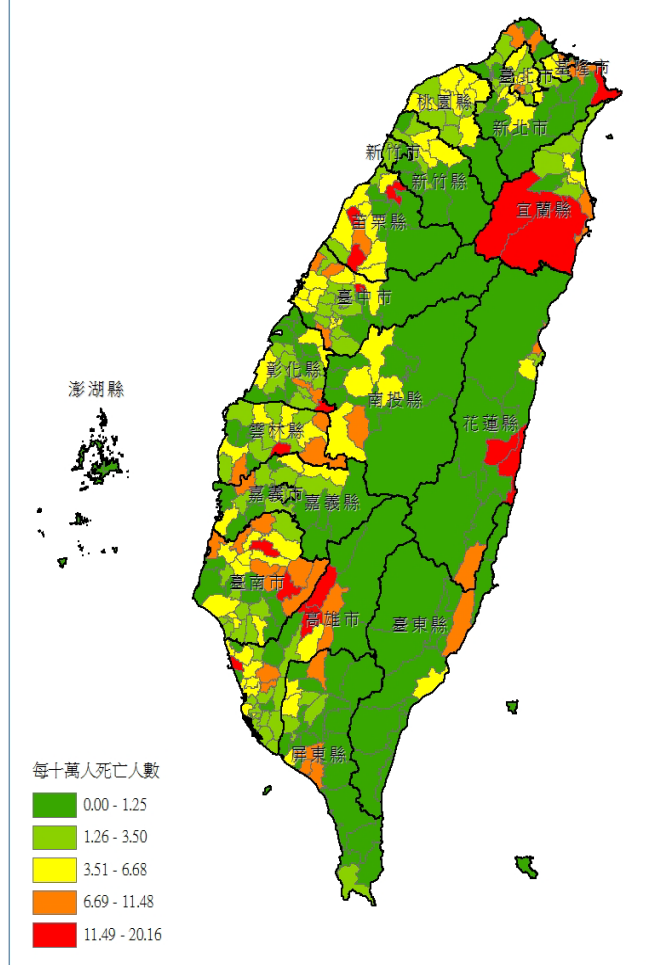 臺北市
基隆市
桃園縣
新北市
新竹市
新竹縣
宜蘭縣
苗栗縣
臺中市
彰化縣
南投縣
澎湖縣
花蓮縣
雲林縣
嘉義市
嘉義縣
臺南市
高雄市
臺東縣
屏東縣
每十萬人死亡人數
0.00 - 1.25
1.26 - 3.50
3.51 - 6.68
6.69 - 11.48
11.49 - 20.16